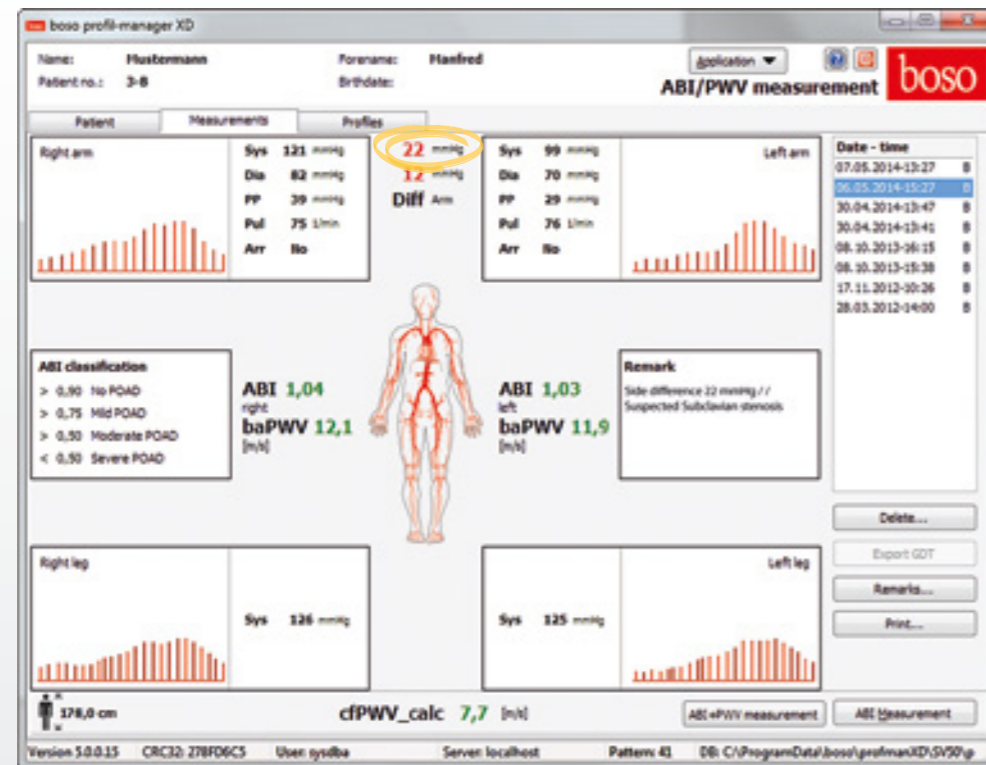 boso profil-manager XD
Name: Mustermann Forename: Manfred
Patient no.: 3-8 Birthdate:
Application
ABI/PWV measurement
boso
Patient Measurements Profiles
Right arm
Sys 121 mmHg
Dia 82 mmHg
PP 39 mmHg
Pul 75 1/min
Arr No
22 mmHg
12 mmHg
Diff Arm
Sys 99 mmHg
Dia 70 mmHg
PP 29 mmHg
Pul 76 1/min
Arr No
Left arm
Date - time
07.05.2014-13:27 B
06.05.2014-15:27 B
30.04.2014-13:47 B
30.04.2014-13:41 B
08.10.2013-16:15 B
08.10.2013-15:38 B
17.11.2012-10:26 B
28.03.2012-14:00 B
ABI classification
> 0,90 No POAD
> 0,75 Mild POAD
> 0,50 Moderate POAD
< 0,50 Severe POAD
ABI 1,04
right
baPWV 12,1
[m/s]
ABI 1,03
left
baPWV 11,9
[m/s]
Remark
Side difference 22 mmHg //
Suspected Subclavian stenosis
Delete...
Export GDT
Remarks...
Print...
Right leg
Sys 126 mmHg
Sys 125 mmHg
Left leg
178,0 cm
cfPWV_calc 7,7 [m/s]
ABI+PWV measurement
ABI Measurement
Version 5.0.0.15 CRC32: 278FD6C5 User: sysdba Server: localhost Pattern: 41 DB: C:\ProgramData\boso\profmanXD\SV50\p